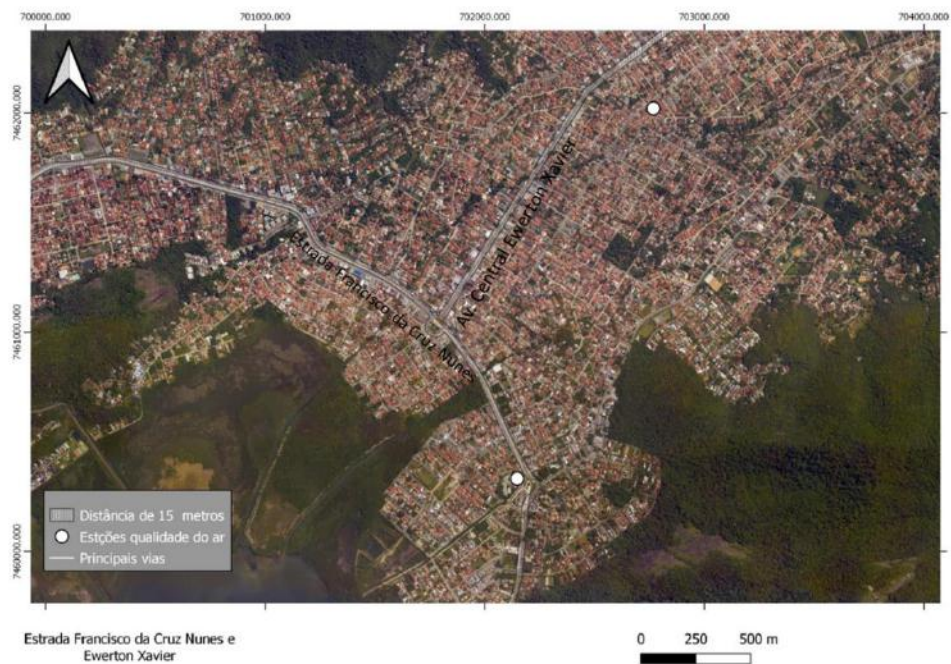 700000.000 701000.000 702000.000 703000.000 704000.000
7462000.000
Av. Central Ewerton Xavier
Estrada Francisco da Cruz Nunes
7461000.000
7460000.000
Distância de 15 metros
Estções qualidade do ar
Principais vias
Estrada Francisco da Cruz Nunes e
Ewerton Xavier
0 250 500 m